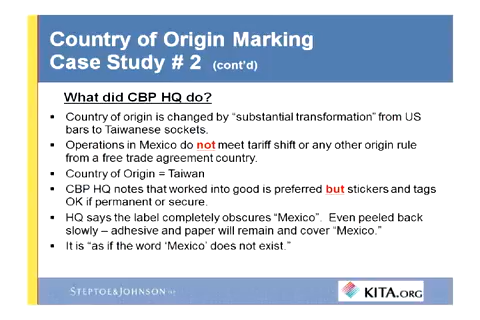 Country of Origin Marking
Case Study # 2 (cont'd)
What did CBP HQ do?
▪ Country of origin is changed by "substantial transformation" from US
bars to Taiwanese sockets.
▪ Operations in Mexico do not meet tariff shift or any other origin rule
from a free trade agreement country.
▪ Country of Origin = Taiwan
▪ CBP HQ notes that worked into good is preferred but stickers and tags
OK if permanent or secure.
▪ HQ says the label completely obscures "Mexico". Even peeled back
slowly – adhesive and paper will remain and cover "Mexico."
▪ It is "as if the word 'Mexico' does not exist."
STEPTOE&JOHNSON LLP
KITA.ORG